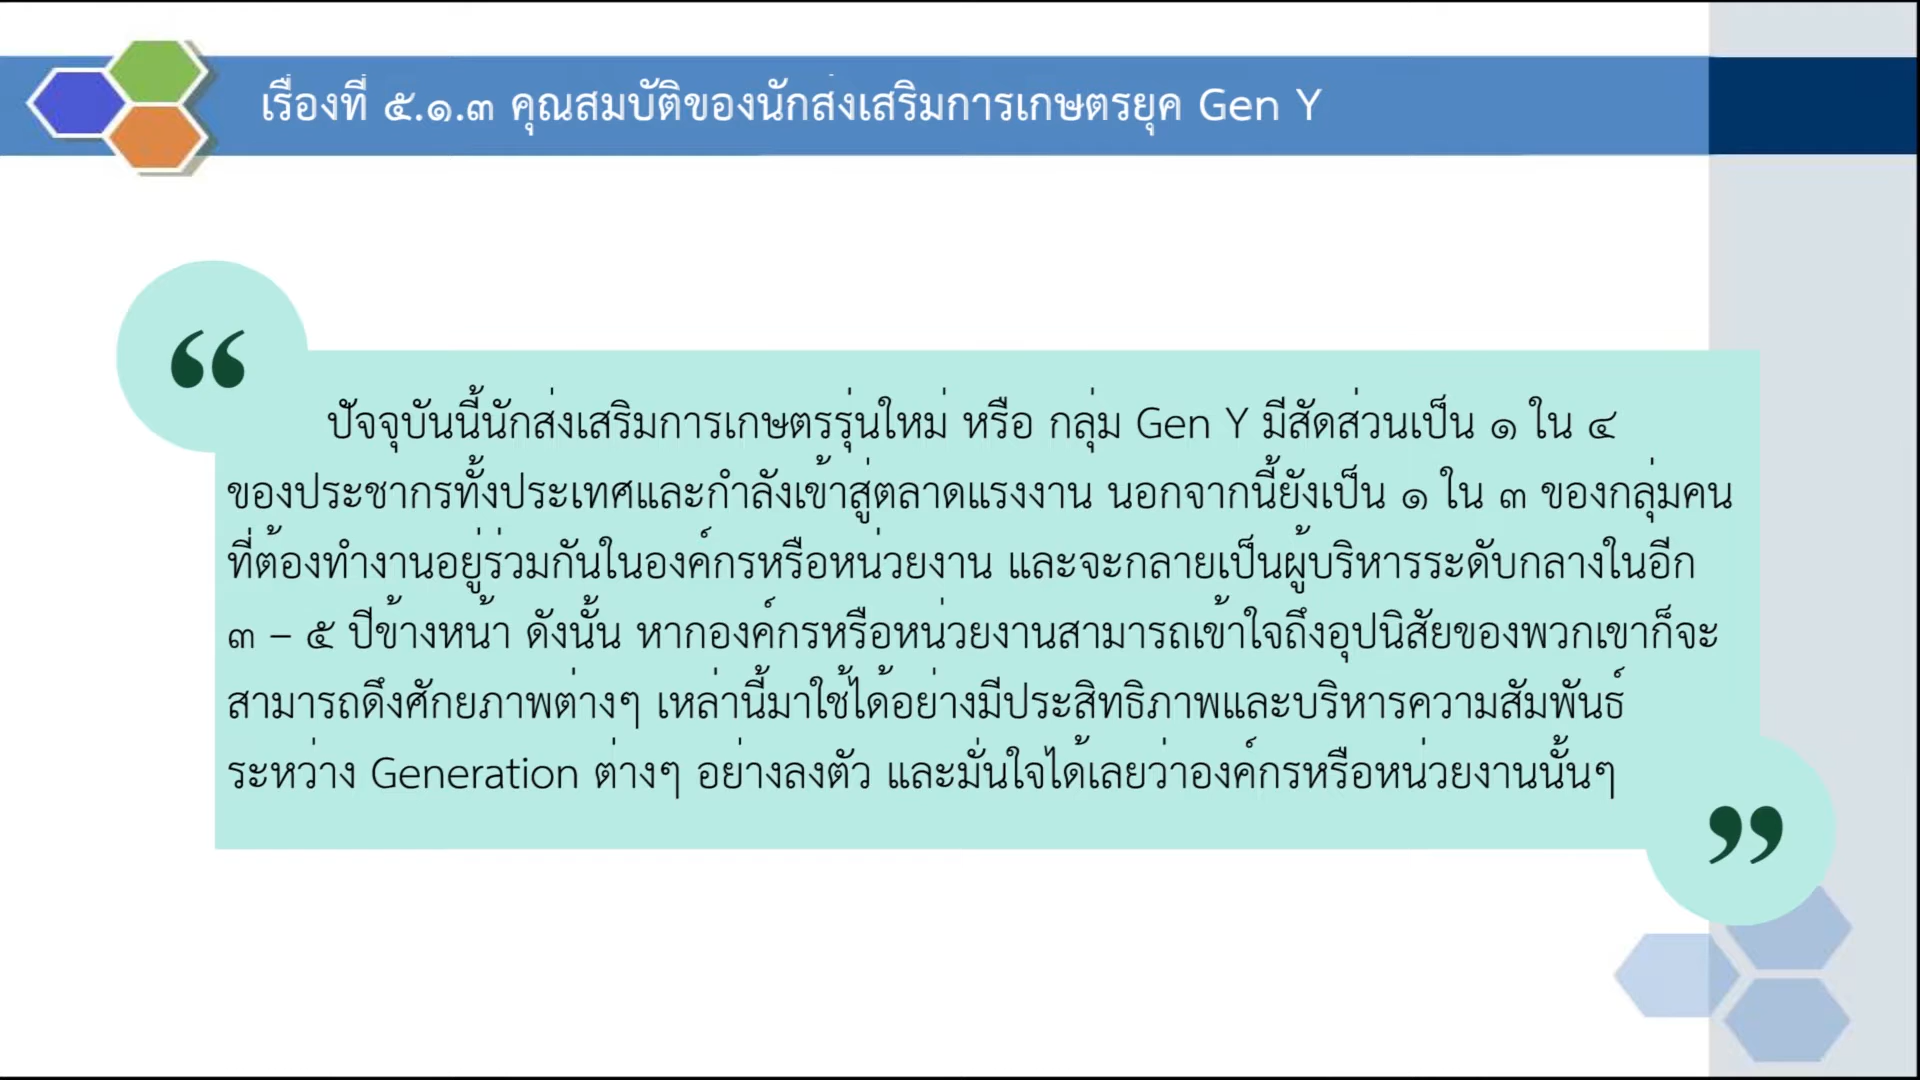 เรื่องที่ ๕.๑.๓ คุณสมบัติของนักส่งเสริมการเกษตรยุค Gen Y
“
ปัจจุบันนี้นักส่งเสริมการเกษตรรุ่นใหม่ หรือ กลุ่ม Gen Y มีสัดส่วนเป็น ๑ ใน ๔
ของประชากรทั้งประเทศและกำลังเข้าสู่ตลาดแรงงาน นอกจากนี้ยังเป็น ๑ ใน ๓ ของกลุ่มคน
ที่ต้องทำงานอยู่ร่วมกันในองค์กรหรือหน่วยงาน และจะกลายเป็นผู้บริหารระดับกลางในอีก
๓ – ๕ ปีข้างหน้า ดังนั้น หากองค์กรหรือหน่วยงานสามารถเข้าใจถึงอุปนิสัยของพวกเขาก็จะ
สามารถดึงศักยภาพต่างๆ เหล่านี้มาใช้ได้อย่างมีประสิทธิภาพและบริหารความสัมพันธ์
ระหว่าง Generation ต่างๆ อย่างลงตัว และมั่นใจได้เลยว่าองค์กรหรือหน่วยงานนั้นๆ
”